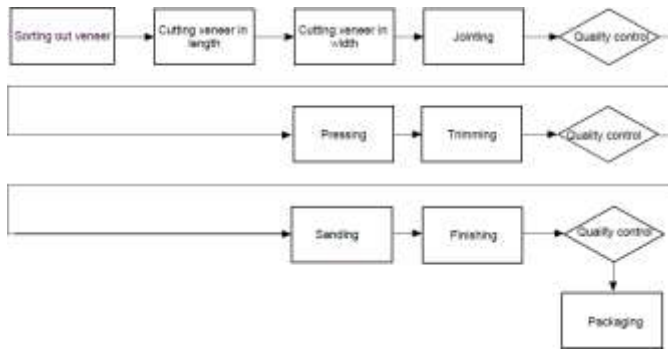 Sorting out veneer
Cutting veneer in
length
Cutting veneer in
width
Jointing
Quality control
Pressing
Trimming
Quality control
Sanding
Finishing
Quality control
Packaging